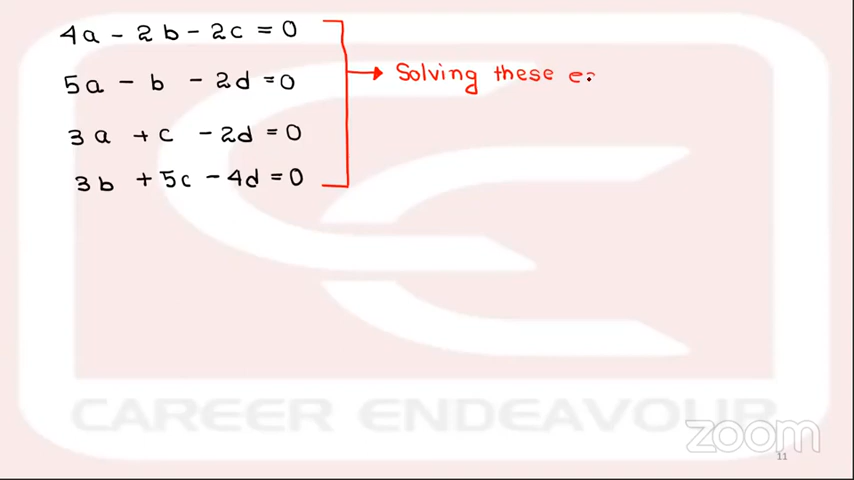 4a - 2b - 2c = 0
5a - b - 2d = 0
3a + c - 2d = 0
3b + 5c - 4d = 0
Solving these
CAREER ENDEAVOUR
zoom
11